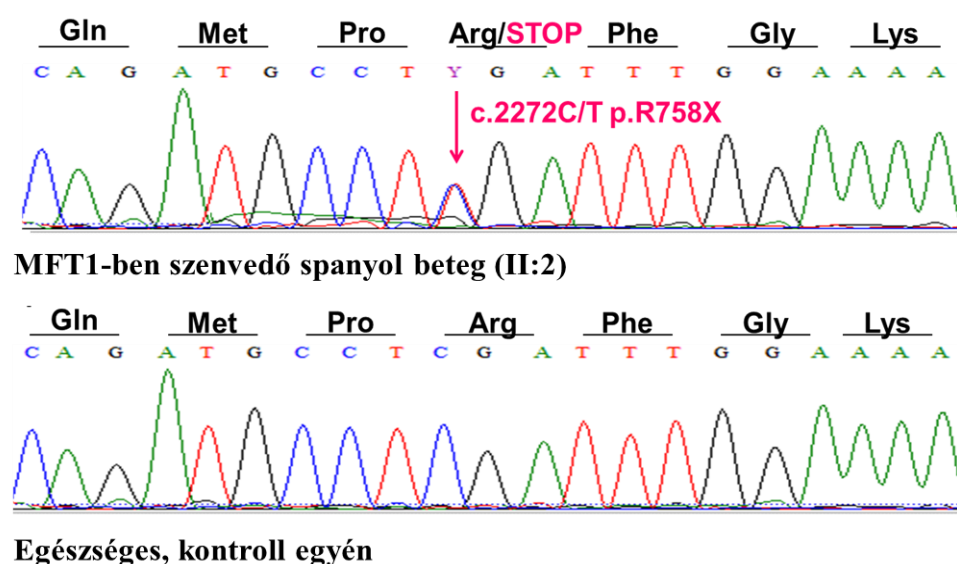 Gln Met Pro Arg/STOP Phe Gly Lys
C A G A T G C C T Y G A T T T G G A A A A
c.2272C/T p.R758X
MFT1-ben szenvedő spanyol beteg (II:2)
Gln Met Pro Arg Phe Gly Lys
C A G A T G C C T C G A T T T G G A A A A
Egészséges, kontroll egyén